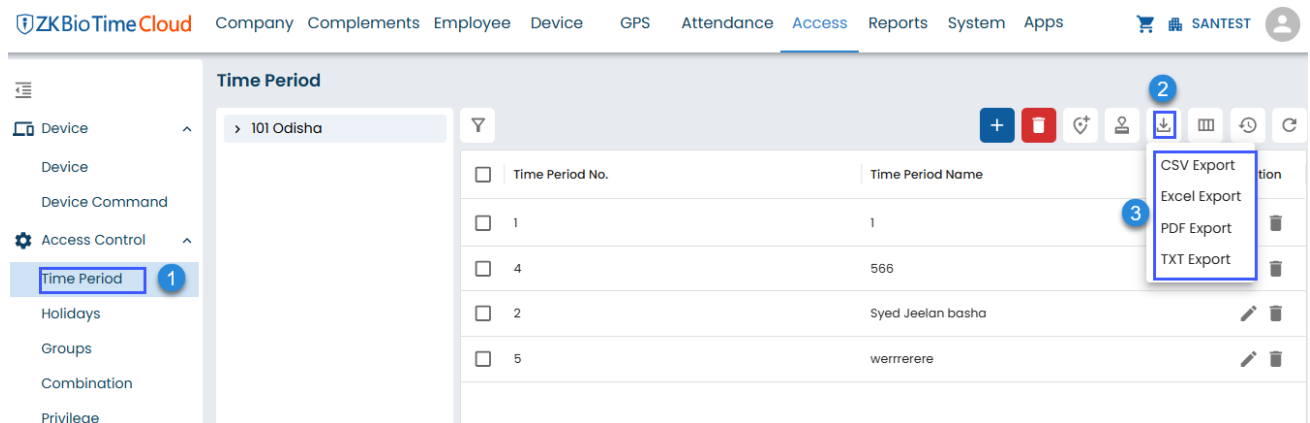 ZKBioTime Cloud Company Complements Employee Device GPS Attendance Access Reports System Apps SANTEST
Time Period
2
Device
101 Odisha
Device
Device Command
Access Control
Time Period 1
Holidays
Groups
Combination
Privilege
Time Period No. Time Period Name tion
1 1
4 566
2 Syed Jeelan basha
5 werrrerere
CSV Export
Excel Export
3
PDF Export
TXT Export